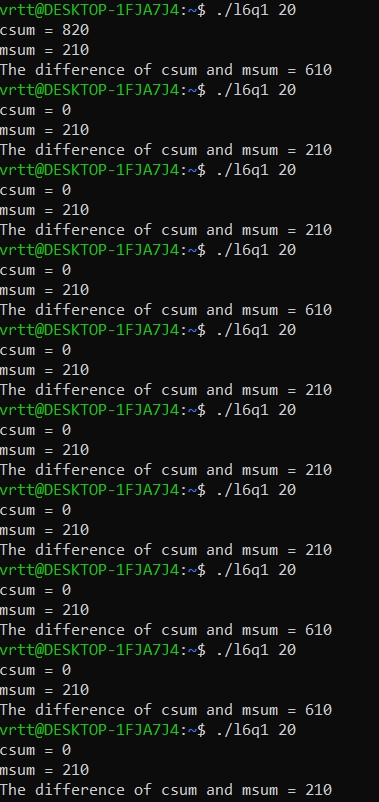 vrtt@DESKTOP-1FJA7J4:~$ ./l6q1 20
csum = 820
msum = 210
The difference of csum and msum = 610
vrtt@DESKTOP-1FJA7J4:~$ ./l6q1 20
csum = 0
msum = 210
The difference of csum and msum = 210
vrtt@DESKTOP-1FJA7J4:~$ ./l6q1 20
csum = 0
msum = 210
The difference of csum and msum = 210
vrtt@DESKTOP-1FJA7J4:~$ ./l6q1 20
csum = 0
msum = 210
The difference of csum and msum = 610
vrtt@DESKTOP-1FJA7J4:~$ ./l6q1 20
csum = 0
msum = 210
The difference of csum and msum = 210
vrtt@DESKTOP-1FJA7J4:~$ ./l6q1 20
csum = 0
msum = 210
The difference of csum and msum = 210
vrtt@DESKTOP-1FJA7J4:~$ ./l6q1 20
csum = 0
msum = 210
The difference of csum and msum = 210
vrtt@DESKTOP-1FJA7J4:~$ ./l6q1 20
csum = 0
msum = 210
The difference of csum and msum = 610
vrtt@DESKTOP-1FJA7J4:~$ ./l6q1 20
csum = 0
msum = 210
The difference of csum and msum = 610
vrtt@DESKTOP-1FJA7J4:~$ ./l6q1 20
csum = 0
msum = 210
The difference of csum and msum = 210